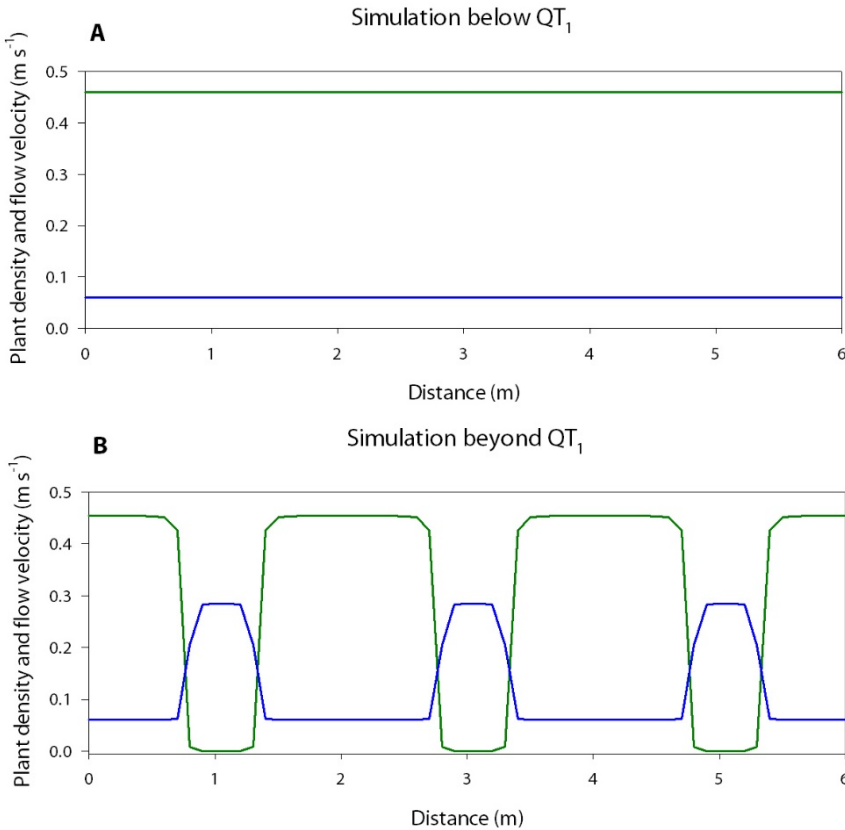 A
Simulation below QT₁
Plant density and flow velocity (m s⁻¹)
0.5
0.4
0.3
0.2
0.1
0.0
0 1 2 3 4 5 6
Distance (m)
B
Simulation beyond QT₁
Plant density and flow velocity (m s⁻¹)
0.5
0.4
0.3
0.2
0.1
0.0
0 1 2 3 4 5 6
Distance (m)